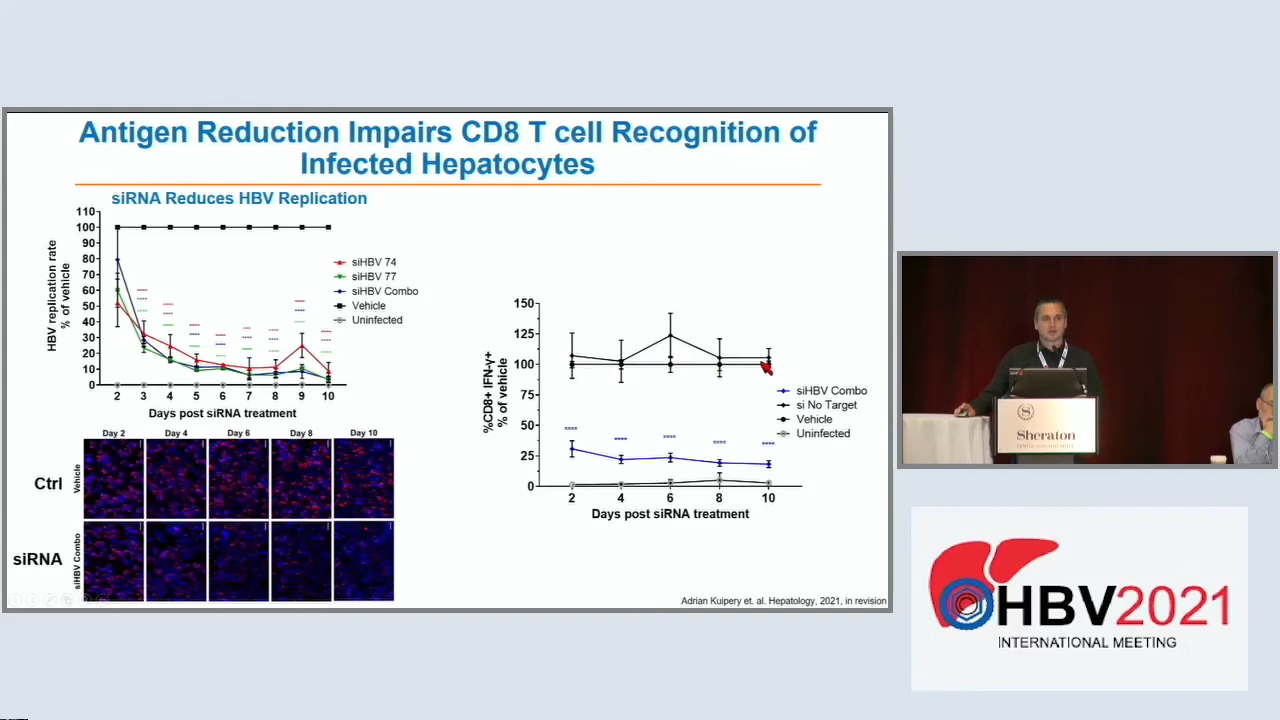 Antigen Reduction Impairs CD8 T cell Recognition of
Infected Hepatocytes
siRNA Reduces HBV Replication
HBV replication rate
% of vehicle
110
100
90
80
70
60
50
40
30
20
10
0
2 3 4 5 6 7 8 9 10
Days post siRNA treatment
siHBV 74
siHBV 77
siHBV Combo
Vehicle
Uninfected
Day 2 Day 4 Day 6 Day 8 Day 10
Ctrl
Vehicle
siRNA
siHBV Combo
%CD8+ IFN-γ+
% of vehicle
150
125
100
75
50
25
0
**** **** **** **** ****
2 4 6 8 10
Days post siRNA treatment
siHBV Combo
si No Target
Vehicle
Uninfected
Adrian Kuipery et. al. Hepatology, 2021, in revision
S
Sheraton
HBV2021
INTERNATIONAL MEETING